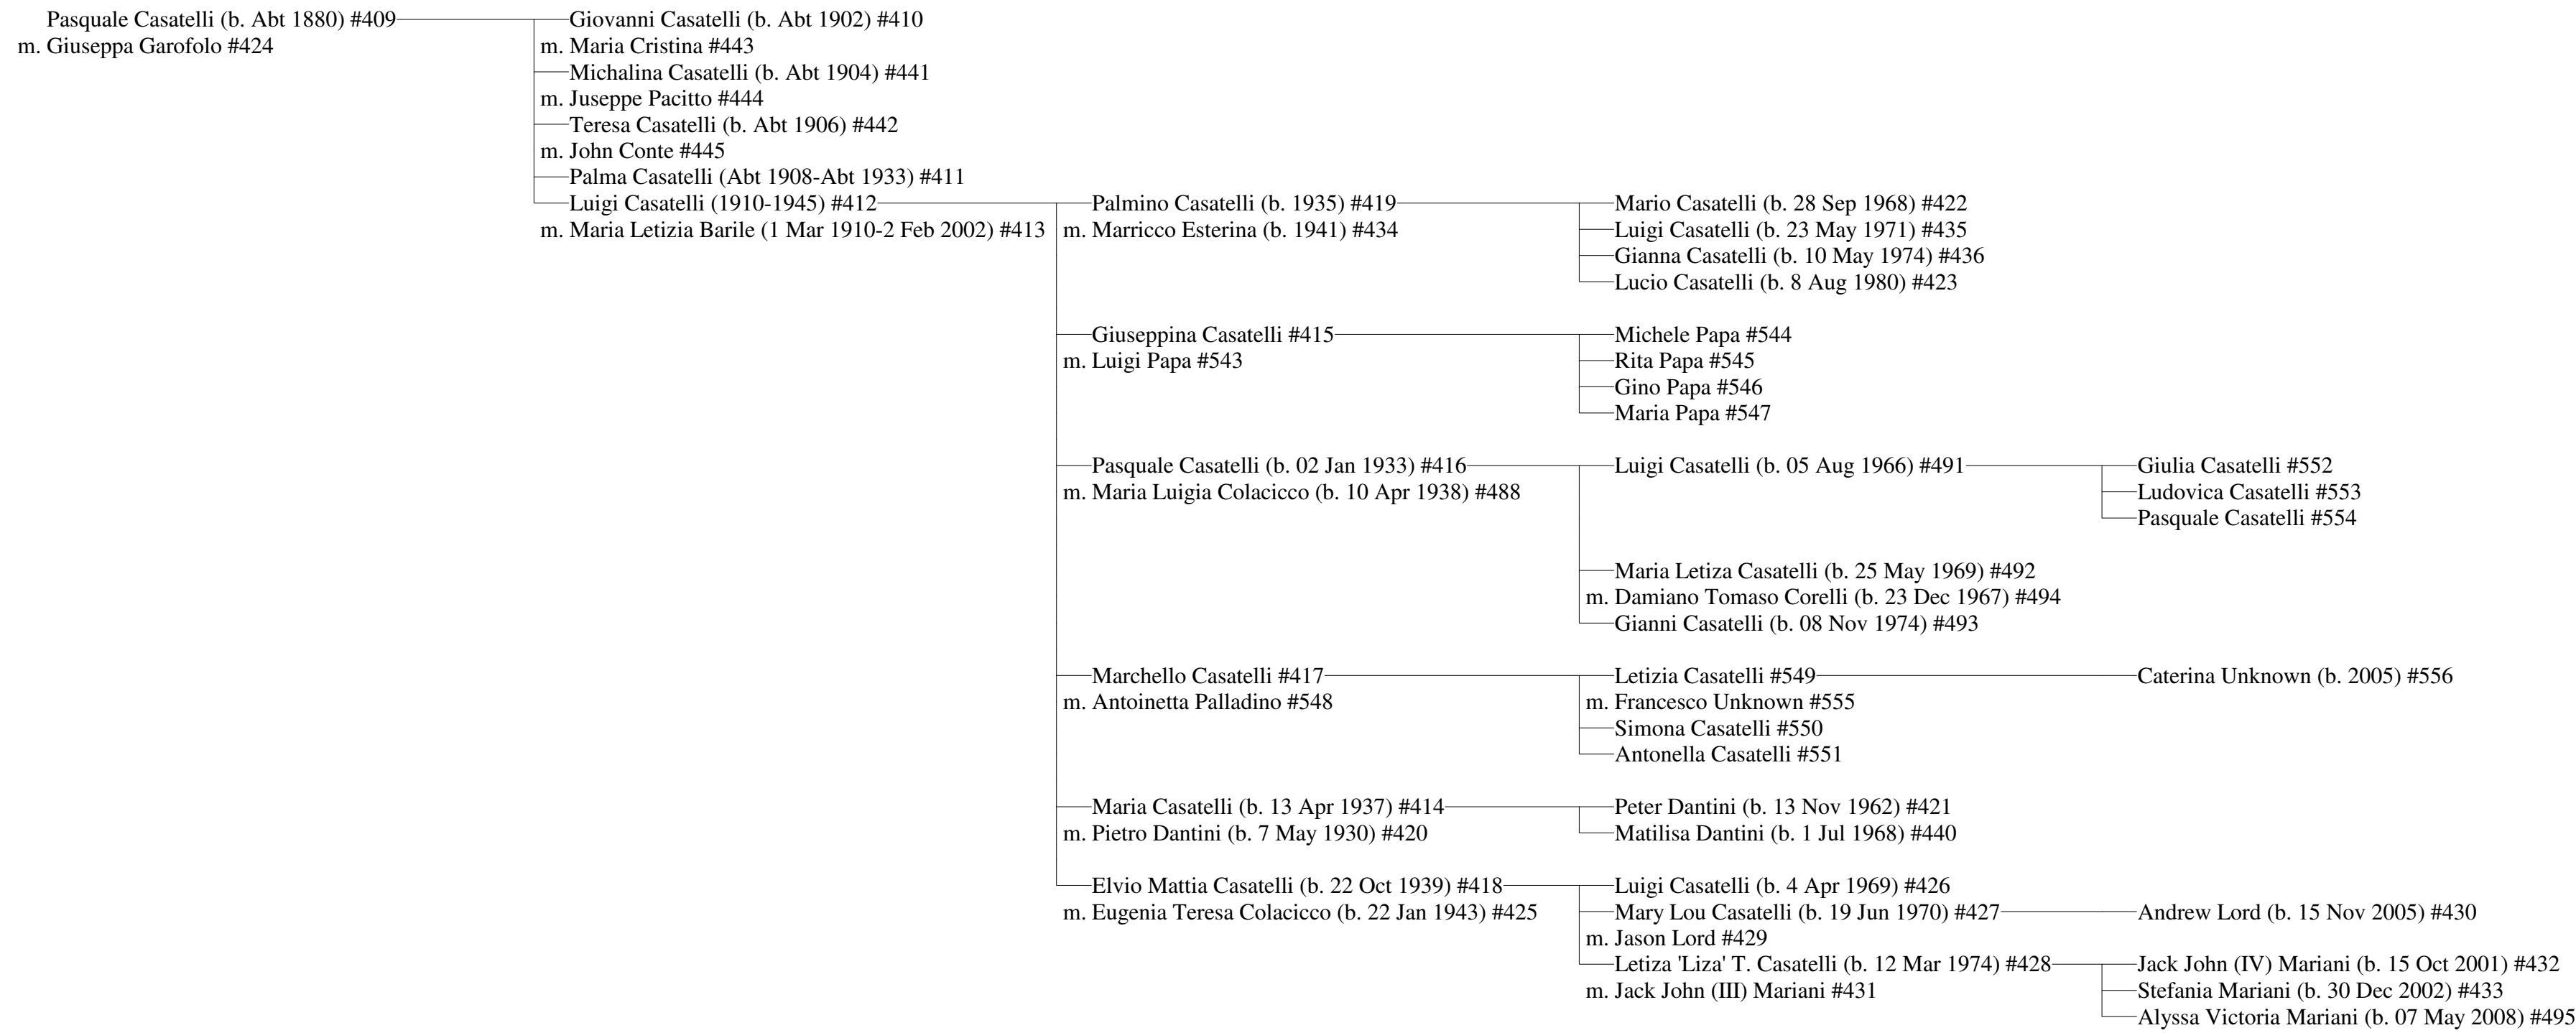 Pasquale Casatelli (b. Abt 1880) #409
m. Giuseppa Garofolo #424
Giovanni Casatelli (b. Abt 1902) #410
m. Maria Cristina #443
Michalina Casatelli (b. Abt 1904) #441
m. Juseppe Pacitto #444
Teresa Casatelli (b. Abt 1906) #442
m. John Conte #445
Palma Casatelli (Abt 1908-Abt 1933) #411
Luigi Casatelli (1910-1945) #412
m. Maria Letizia Barile (1 Mar 1910-2 Feb 2002) #413
Palmino Casatelli (b. 1935) #419
m. Marricco Esterina (b. 1941) #434
Mario Casatelli (b. 28 Sep 1968) #422
Luigi Casatelli (b. 23 May 1971) #435
Gianna Casatelli (b. 10 May 1974) #436
Lucio Casatelli (b. 8 Aug 1980) #423
Giuseppina Casatelli #415
m. Luigi Papa #543
Michele Papa #544
Rita Papa #545
Gino Papa #546
Maria Papa #547
Pasquale Casatelli (b. 02 Jan 1933) #416
m. Maria Luigia Colacicco (b. 10 Apr 1938) #488
Luigi Casatelli (b. 05 Aug 1966) #491
Giulia Casatelli #552
Ludovica Casatelli #553
Pasquale Casatelli #554
Maria Letiza Casatelli (b. 25 May 1969) #492
m. Damiano Tomaso Corelli (b. 23 Dec 1967) #494
Gianni Casatelli (b. 08 Nov 1974) #493
Marchello Casatelli #417
m. Antoinetta Palladino #548
Letizia Casatelli #549
m. Francesco Unknown #555
Caterina Unknown (b. 2005) #556
Simona Casatelli #550
Antonella Casatelli #551
Maria Casatelli (b. 13 Apr 1937) #414
m. Pietro Dantini (b. 7 May 1930) #420
Peter Dantini (b. 13 Nov 1962) #421
Matilisa Dantini (b. 1 Jul 1968) #440
Elvio Mattia Casatelli (b. 22 Oct 1939) #418
m. Eugenia Teresa Colacicco (b. 22 Jan 1943) #425
Luigi Casatelli (b. 4 Apr 1969) #426
Mary Lou Casatelli (b. 19 Jun 1970) #427
m. Jason Lord #429
Andrew Lord (b. 15 Nov 2005) #430
Letiza 'Liza' T. Casatelli (b. 12 Mar 1974) #428
m. Jack John (III) Mariani #431
Jack John (IV) Mariani (b. 15 Oct 2001) #432
Stefania Mariani (b. 30 Dec 2002) #433
Alyssa Victoria Mariani (b. 07 May 2008) #495